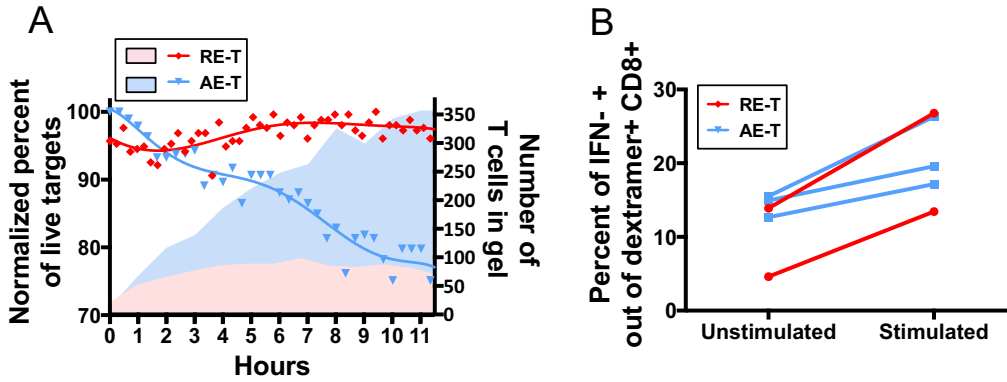 A
RE-T
AE-T
Normalized percent
of live targets
100
90
80
70
350
300
250
200
150
100
50
0
Number of
T cells in gel
0 1 2 3 4 5 6 7 8 9 10 11
Hours
B
RE-T
AE-T
Percent of IFN- +
out of dextramer+ CD8+
30
20
10
0
Unstimulated Stimulated